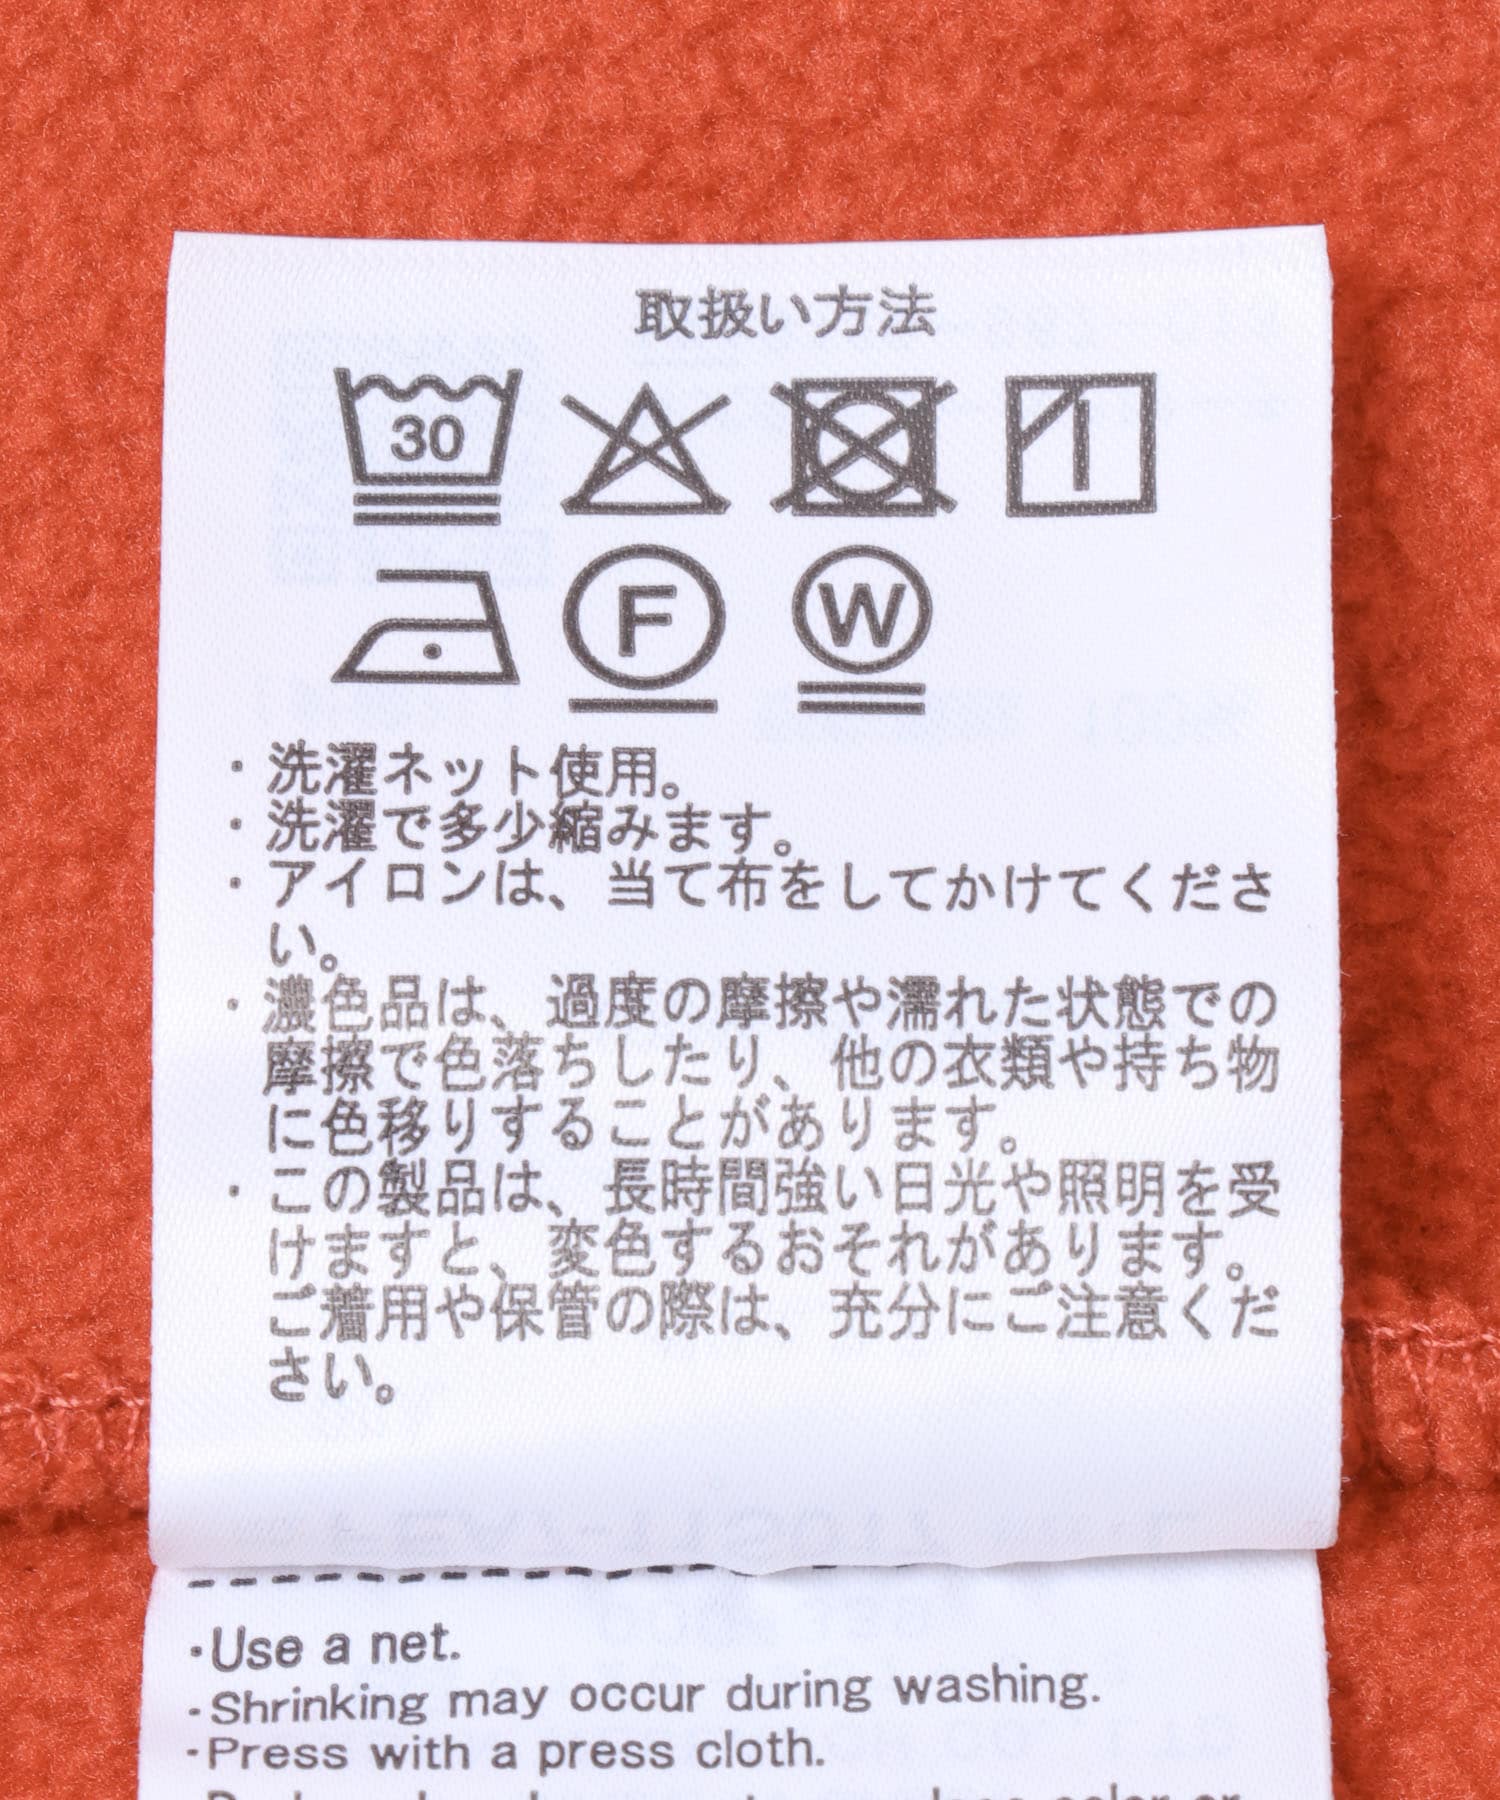 取扱い方法
30
F
W
・洗濯ネット使用。
・洗濯で多少縮みます。
・アイロンは、当て布をしてかけてくださ
い。
・濃色品は、過度の摩擦や濡れた状態での
摩擦で色落ちしたり、他の衣類や持ち物
に色移りすることがあります。
・この製品は、長時間強い日光や照明を受
けますと、変色するおそれがあります。
ご着用や保管の際は、充分にご注意くだ
さい。
・Use a net.
・Shrinking may occur during washing.
・Press with a press cloth.